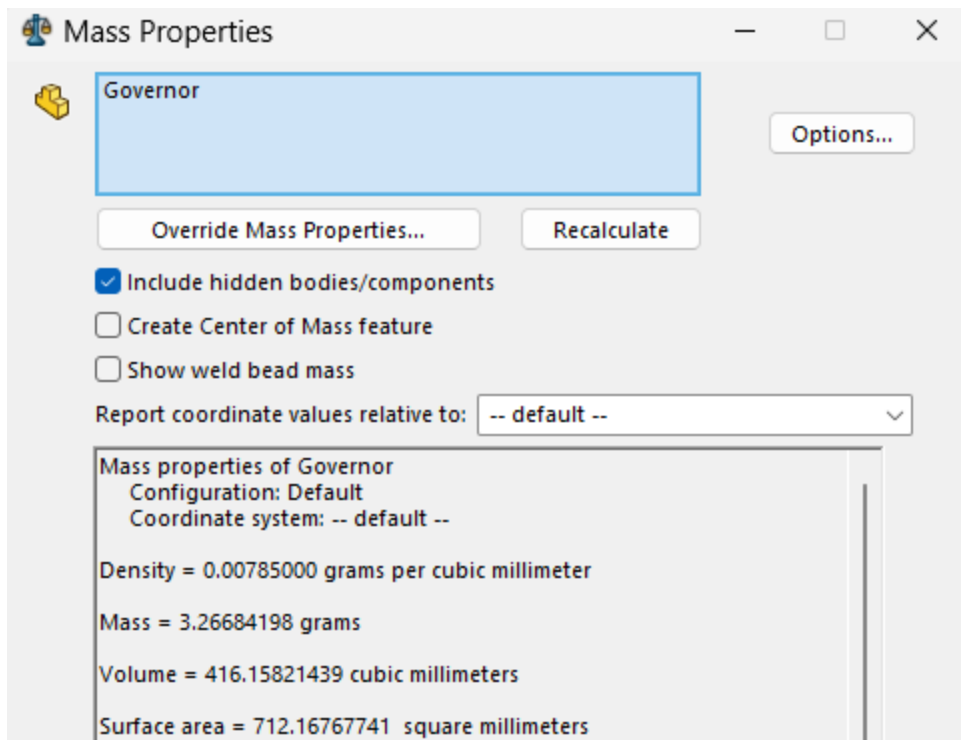 Mass Properties
Governor
Options...
Override Mass Properties...
Recalculate
Include hidden bodies/components
Create Center of Mass feature
Show weld bead mass
Report coordinate values relative to: -- default --
Mass properties of Governor
Configuration: Default
Coordinate system: -- default --
Density = 0.00785000 grams per cubic millimeter
Mass = 3.26684198 grams
Volume = 416.15821439 cubic millimeters
Surface area = 712.16767741 square millimeters